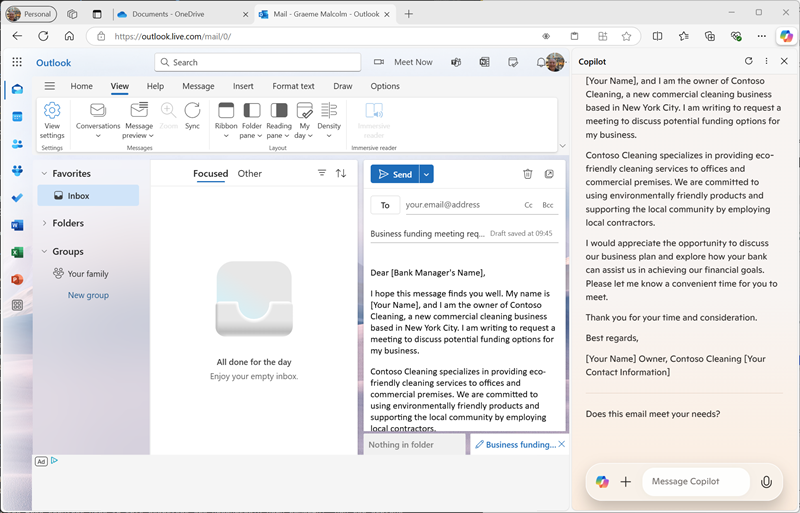 Personal
Documents - OneDrive
Mail - Graeme Malcolm - Outlook
https://outlook.live.com/mail/0/
Outlook
Search
Meet Now
Home
View
Help
Message
Insert
Format text
Draw
Options
View
settings
Conversations
Message
preview
Zoom
Sync
Ribbon
Folder
pane
Reading
pane
My
day
Density
Immersive
reader
Settings
Messages
Layout
Immersive reader
Favorites
Inbox
Folders
Groups
Your family
New group
Focused
Other
All done for the day
Enjoy your empty inbox.
Send
To
your.email@address
Cc
Bcc
Business funding meeting req...
Draft saved at 09:45
Dear [Bank Manager's Name],
I hope this message finds you well. My name is
[Your Name], and I am the owner of Contoso
Cleaning, a new commercial cleaning business
based in New York City. I am writing to request a
meeting to discuss potential funding options for
my business.
Contoso Cleaning specializes in providing eco-
friendly cleaning services to offices and
commercial premises. We are committed to
using environmentally friendly products and
supporting the local community by employing
local contractors.
Nothing in folder
Business funding...
Ad
Copilot
[Your Name], and I am the owner of Contoso
Cleaning, a new commercial cleaning business
based in New York City. I am writing to request a
meeting to discuss potential funding options for
my business.
Contoso Cleaning specializes in providing eco-
friendly cleaning services to offices and
commercial premises. We are committed to
using environmentally friendly products and
supporting the local community by employing
local contractors.
I would appreciate the opportunity to discuss
our business plan and explore how your bank
can assist us in achieving our financial goals.
Please let me know a convenient time for you to
meet.
Thank you for your time and consideration.
Best regards,
[Your Name] Owner, Contoso Cleaning [Your
Contact Information]
Does this email meet your needs?
Message Copilot